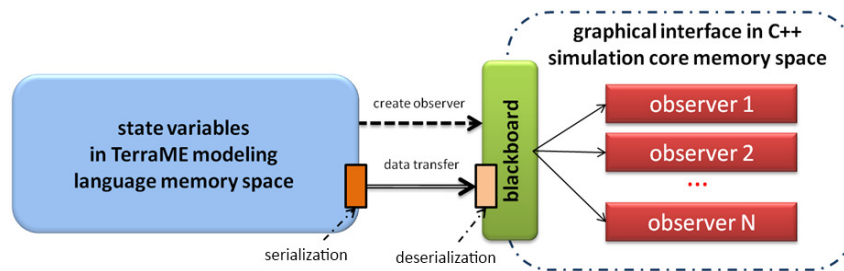 graphical interface in C++
simulation core memory space
state variables
in TerraME modeling
language memory space
create observer
data transfer
serialization
deserialization
blackboard
observer 1
observer 2
...
observer N